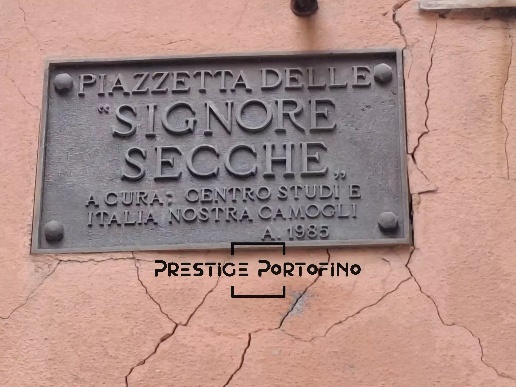 PIAZZETTA DELLE
"SIGNORE
SECCHE„
A CURA: CENTRO STUDI E
ITALIA NOSTRA CAMOGLI
A. 1985
PRESTIGE PORTOFINO